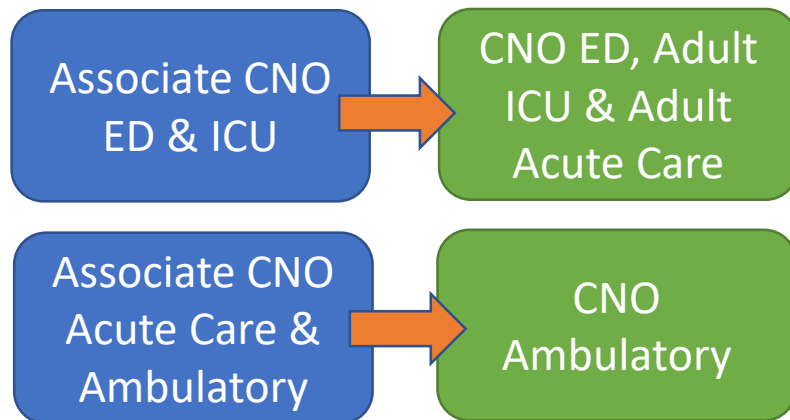 Associate CNO
ED & ICU
CNO ED, Adult
ICU & Adult
Acute Care
Associate CNO
Acute Care &
Ambulatory
CNO
Ambulatory